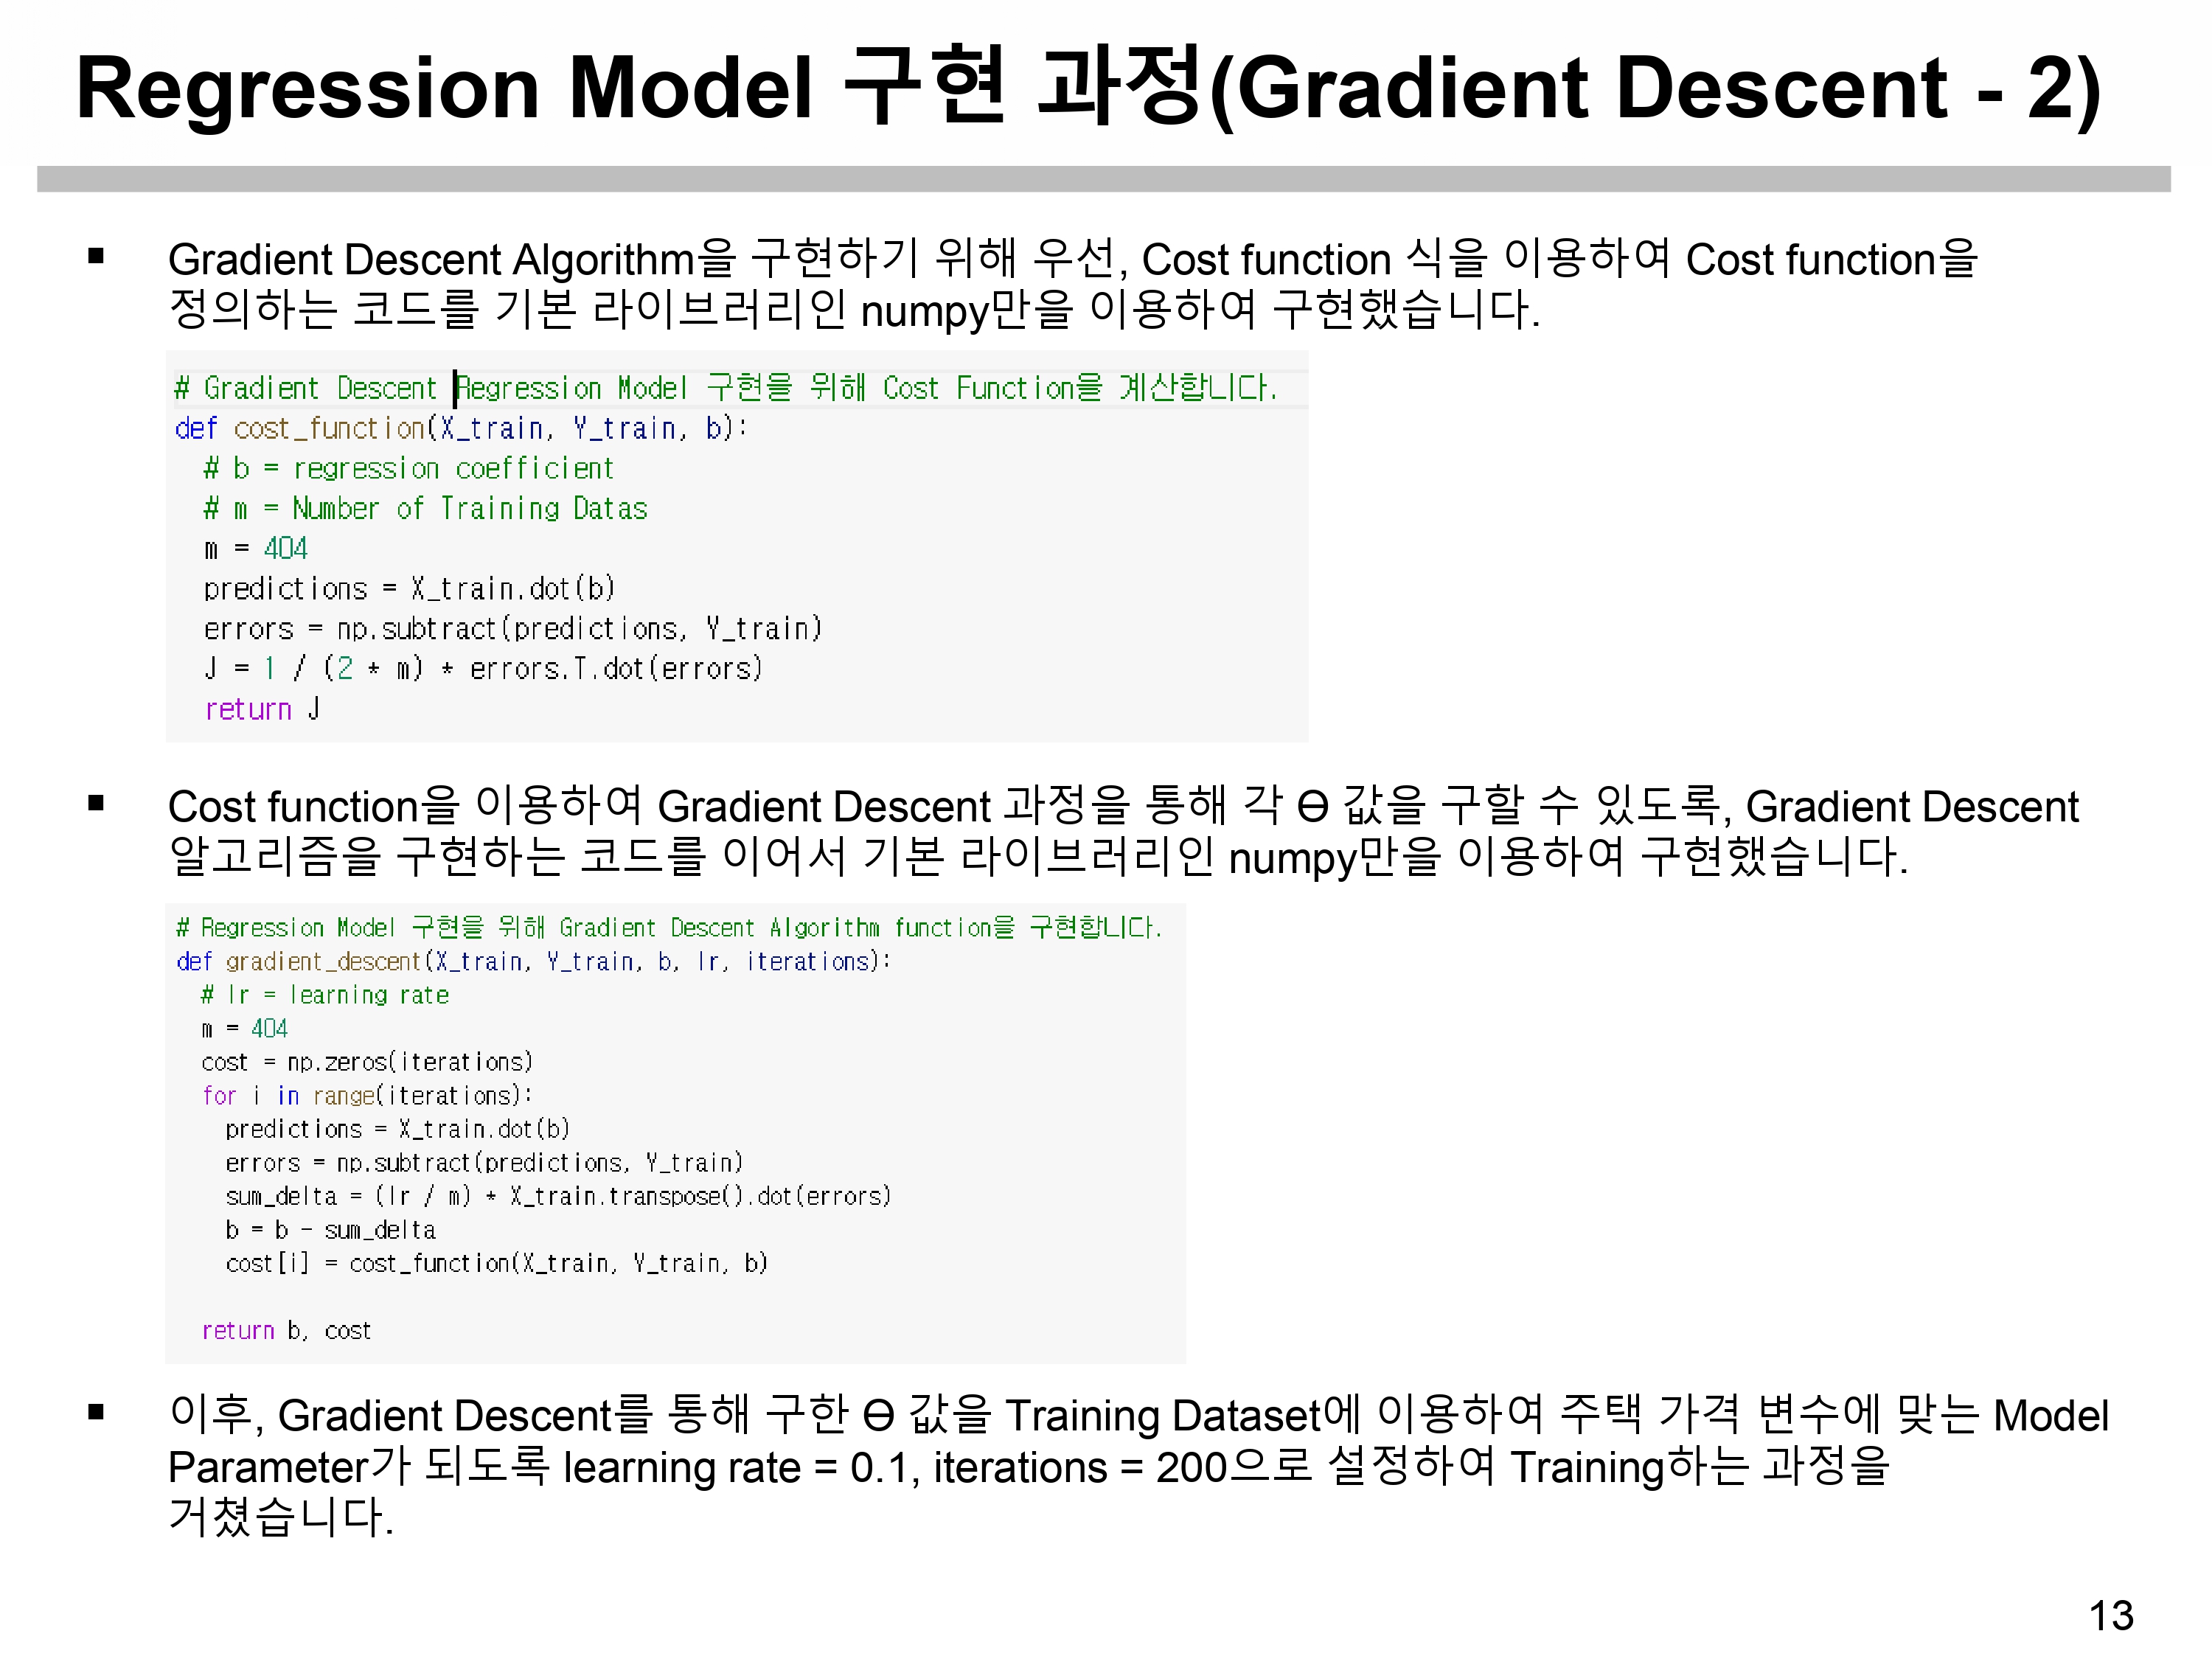 Regression Model 구현 과정(Gradient Descent - 2)
▪ Gradient Descent Algorithm을 구현하기 위해 우선, Cost function 식을 이용하여 Cost function을
정의하는 코드를 기본 라이브러리인 numpy만을 이용하여 구현했습니다.
# Gradient Descent Regression Model 구현을 위해 Cost Function을 계산합니다.
def cost_function(X_train, Y_train, b):
  # b = regression coefficient
  # m = Number of Training Datas
  m = 404
  predictions = X_train.dot(b)
  errors = np.subtract(predictions, Y_train)
  J = 1 / (2 * m) * errors.T.dot(errors)
  return J
▪ Cost function을 이용하여 Gradient Descent 과정을 통해 각 Θ 값을 구할 수 있도록, Gradient Descent
알고리즘을 구현하는 코드를 이어서 기본 라이브러리인 numpy만을 이용하여 구현했습니다.
# Regression Model 구현을 위해 Gradient Descent Algorithm function을 구현합니다.
def gradient_descent(X_train, Y_train, b, lr, iterations):
  # lr = learning rate
  m = 404
  cost = np.zeros(iterations)
  for i in range(iterations):
    predictions = X_train.dot(b)
    errors = np.subtract(predictions, Y_train)
    sum_delta = (lr / m) * X_train.transpose().dot(errors)
    b = b - sum_delta
    cost[i] = cost_function(X_train, Y_train, b)
  return b, cost
▪ 이후, Gradient Descent를 통해 구한 Θ 값을 Training Dataset에 이용하여 주택 가격 변수에 맞는 Model
Parameter가 되도록 learning rate = 0.1, iterations = 200으로 설정하여 Training하는 과정을
거쳤습니다.
13